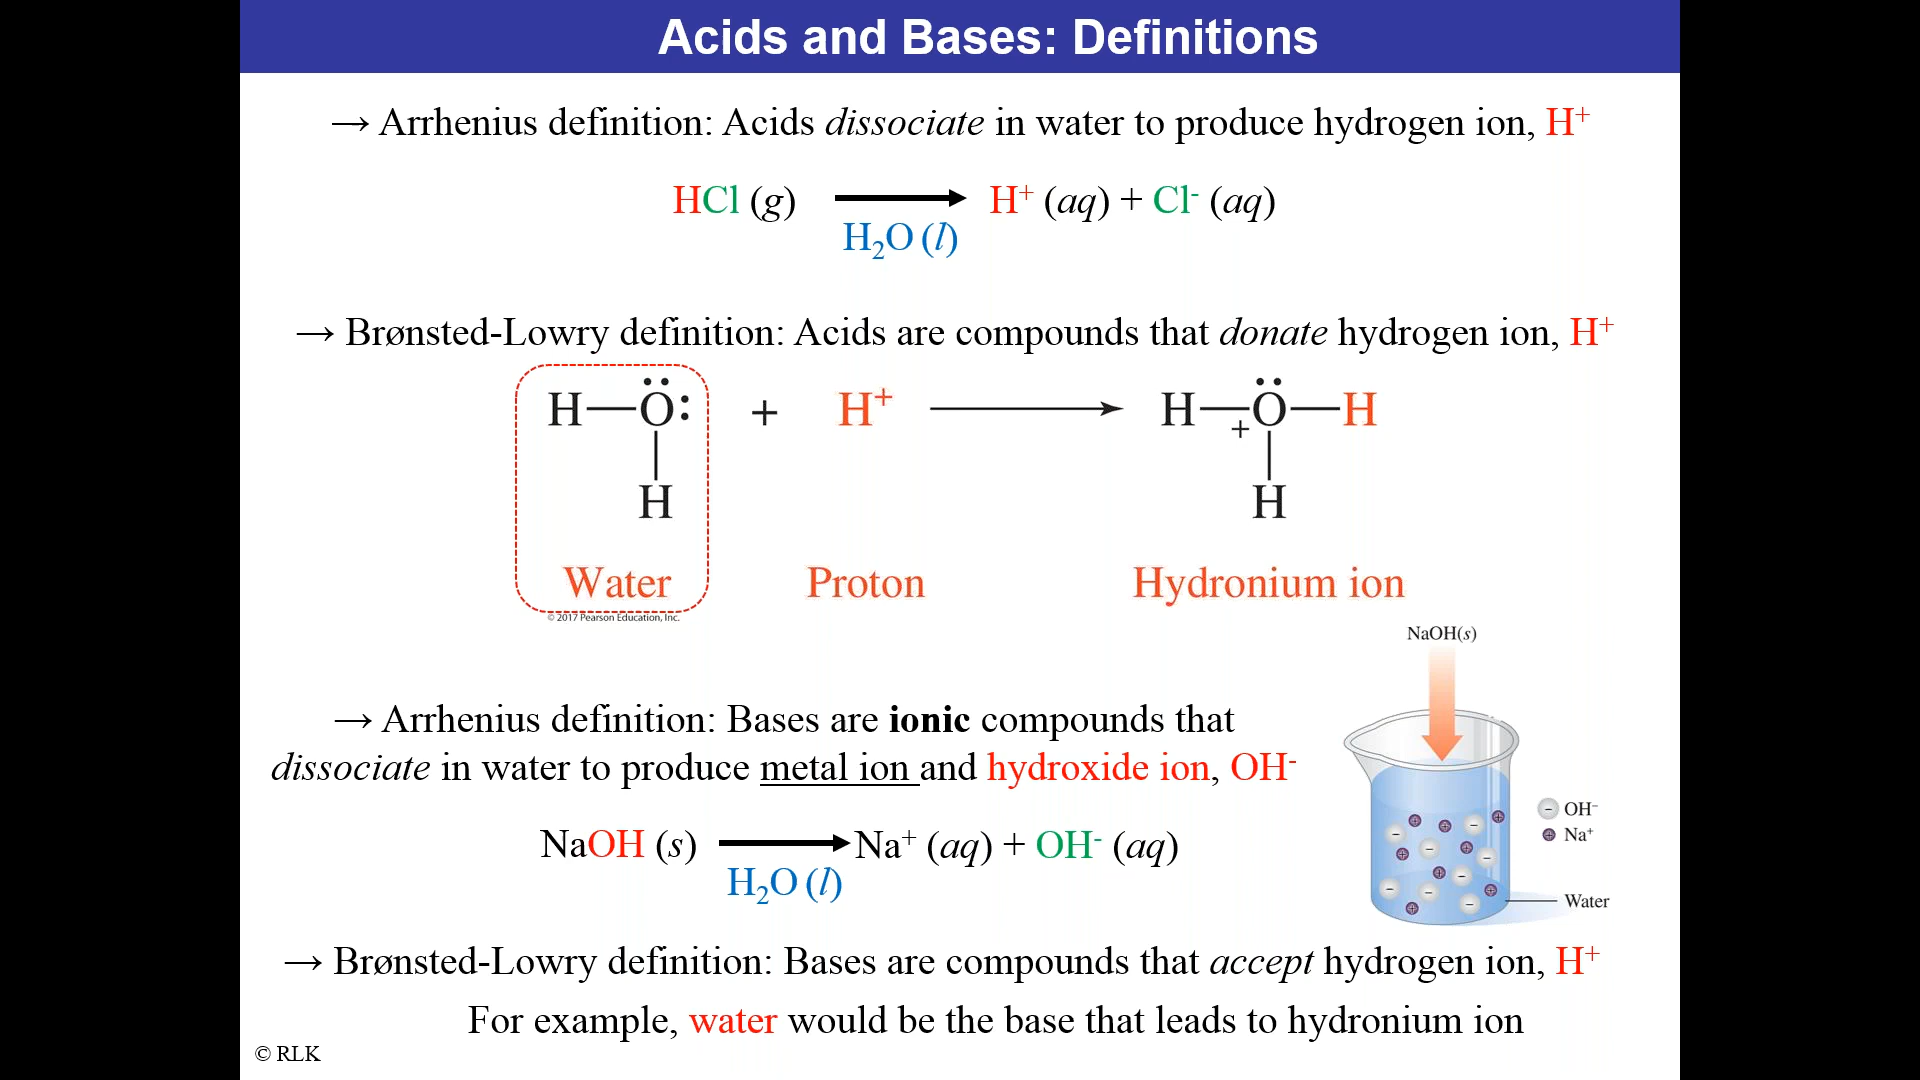 Acids and Bases: Definitions
→ Arrhenius definition: Acids dissociate in water to produce hydrogen ion, H⁺
HCl (g) ⟶ H⁺ (aq) + Cl⁻ (aq)
H₂O (l)
→ Brønsted-Lowry definition: Acids are compounds that donate hydrogen ion, H⁺
H—Ö: + H⁺ ⟶ H—Ö—H
+
H H
Water Proton Hydronium ion
© 2017 Pearson Education, Inc.
NaOH(s)
→ Arrhenius definition: Bases are ionic compounds that
dissociate in water to produce metal ion and hydroxide ion, OH⁻
NaOH (s) ⟶ Na⁺ (aq) + OH⁻ (aq)
H₂O (l)
OH⁻
Na⁺
Water
→ Brønsted-Lowry definition: Bases are compounds that accept hydrogen ion, H⁺
For example, water would be the base that leads to hydronium ion
© RLK